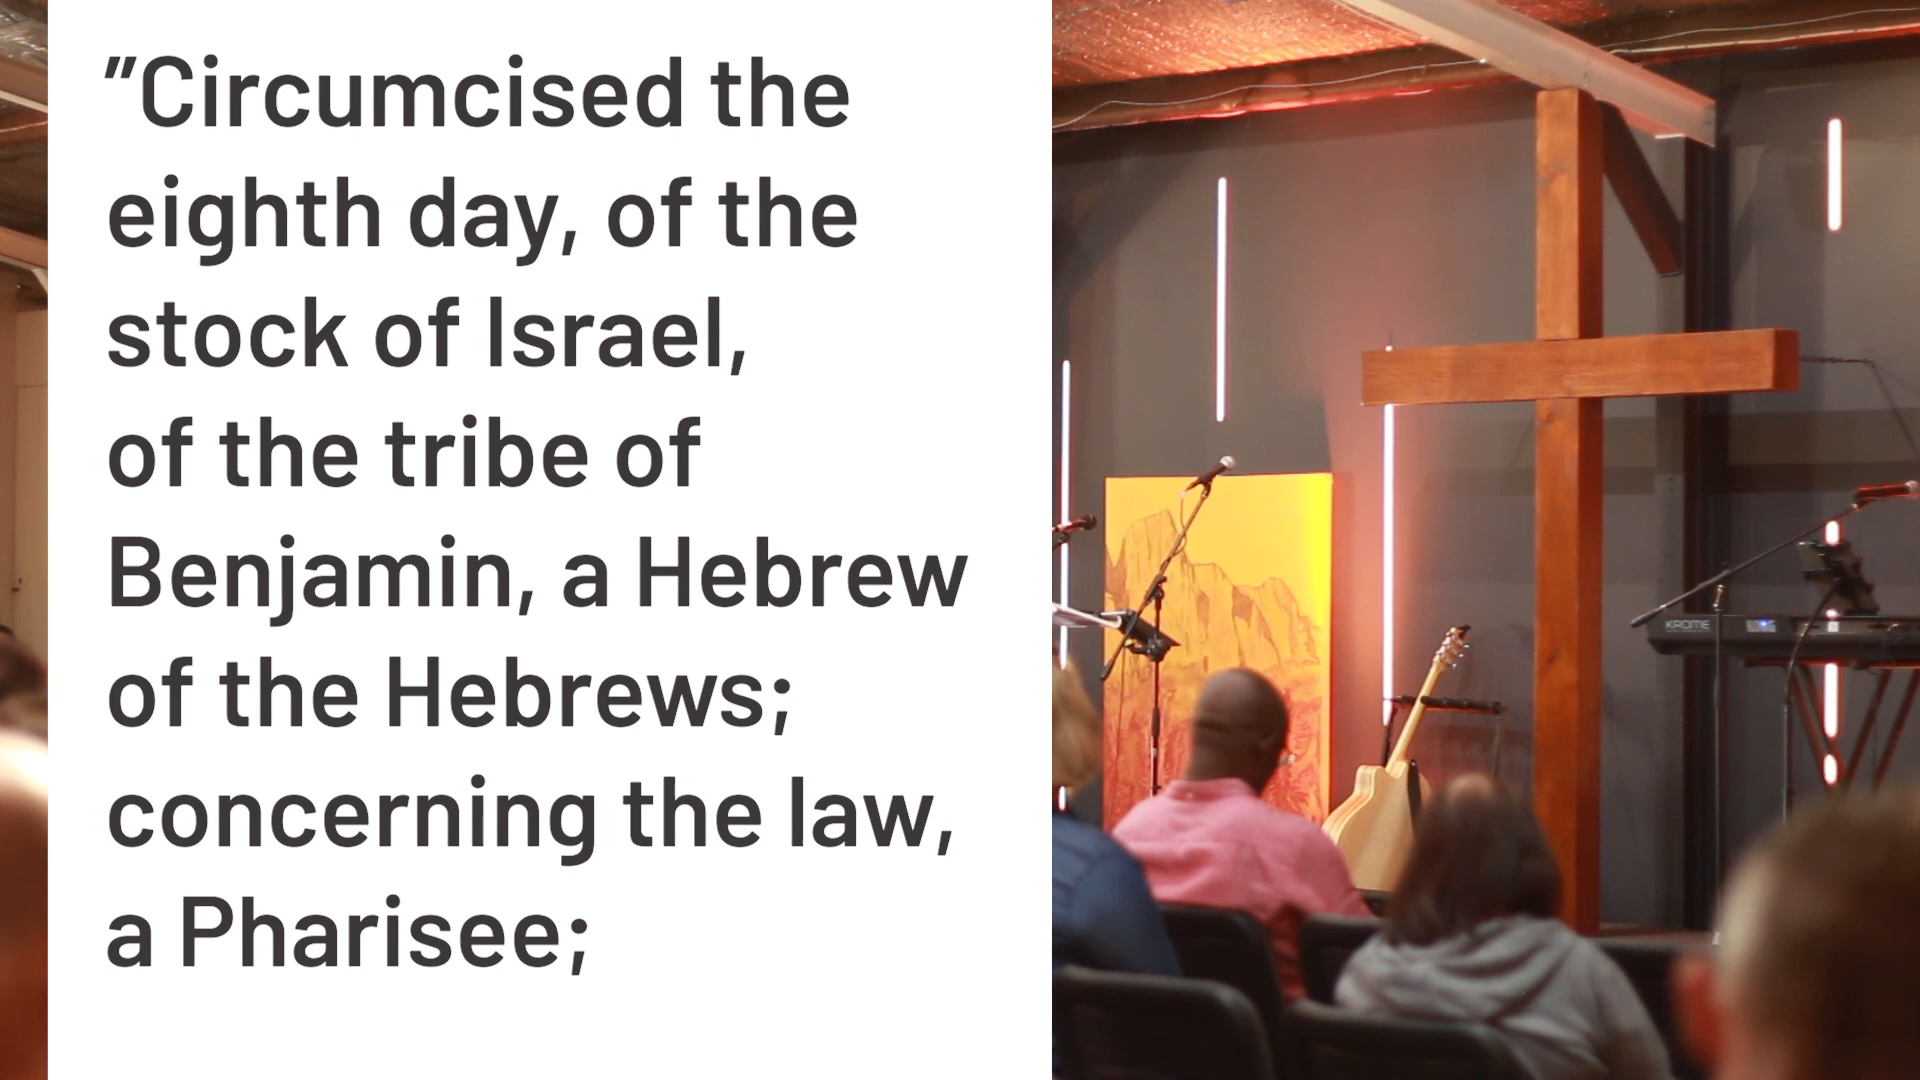 "Circumcised the
eighth day, of the
stock of Israel,
of the tribe of
Benjamin, a Hebrew
of the Hebrews;
concerning the law,
a Pharisee;
KROME